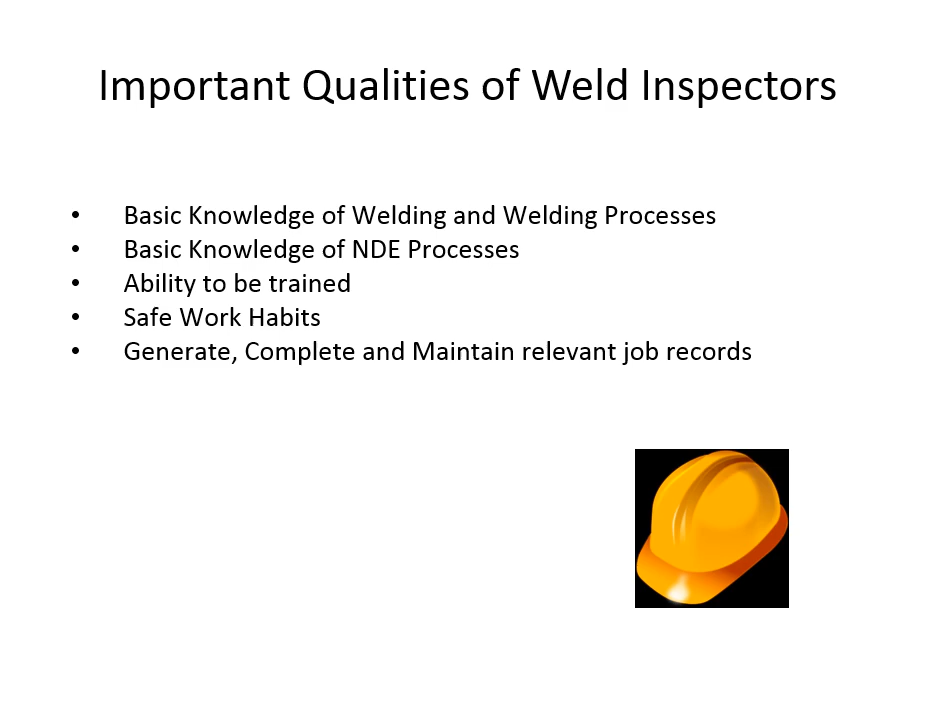 Important Qualities of Weld Inspectors
• Basic Knowledge of Welding and Welding Processes
• Basic Knowledge of NDE Processes
• Ability to be trained
• Safe Work Habits
• Generate, Complete and Maintain relevant job records